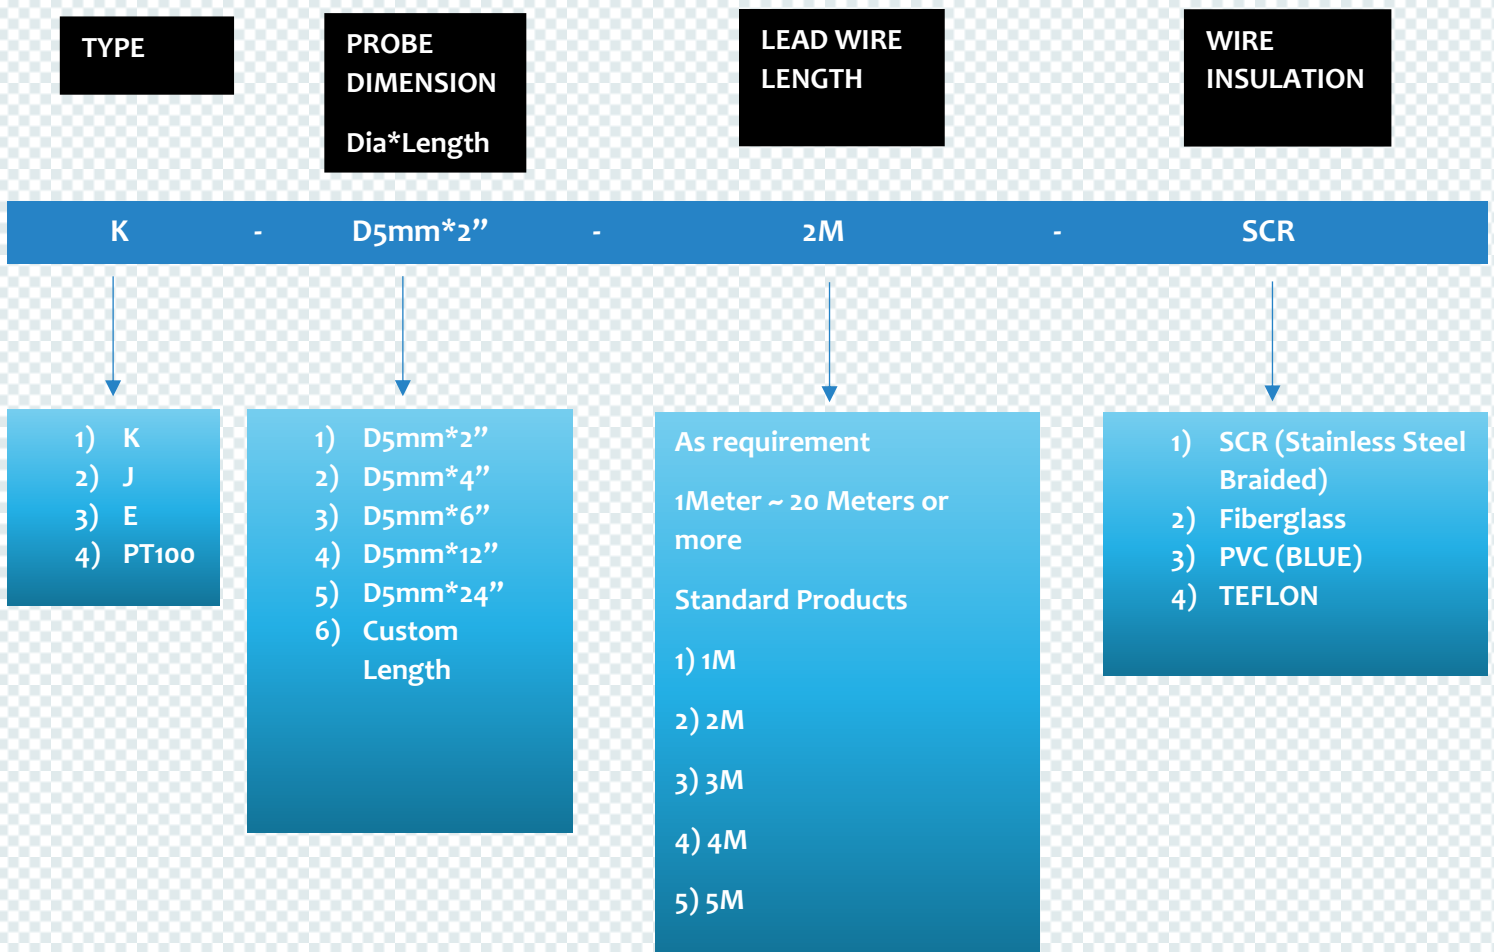 TYPE
PROBE
DIMENSION
Dia*Length
LEAD WIRE
LENGTH
WIRE
INSULATION
K - D5mm*2” - 2M - SCR
1) K
2) J
3) E
4) PT100
1) D5mm*2”
2) D5mm*4”
3) D5mm*6”
4) D5mm*12”
5) D5mm*24”
6) Custom
Length
As requirement
1Meter ~ 20 Meters or
more
Standard Products
1) 1M
2) 2M
3) 3M
4) 4M
5) 5M
1) SCR (Stainless Steel
Braided)
2) Fiberglass
3) PVC (BLUE)
4) TEFLON